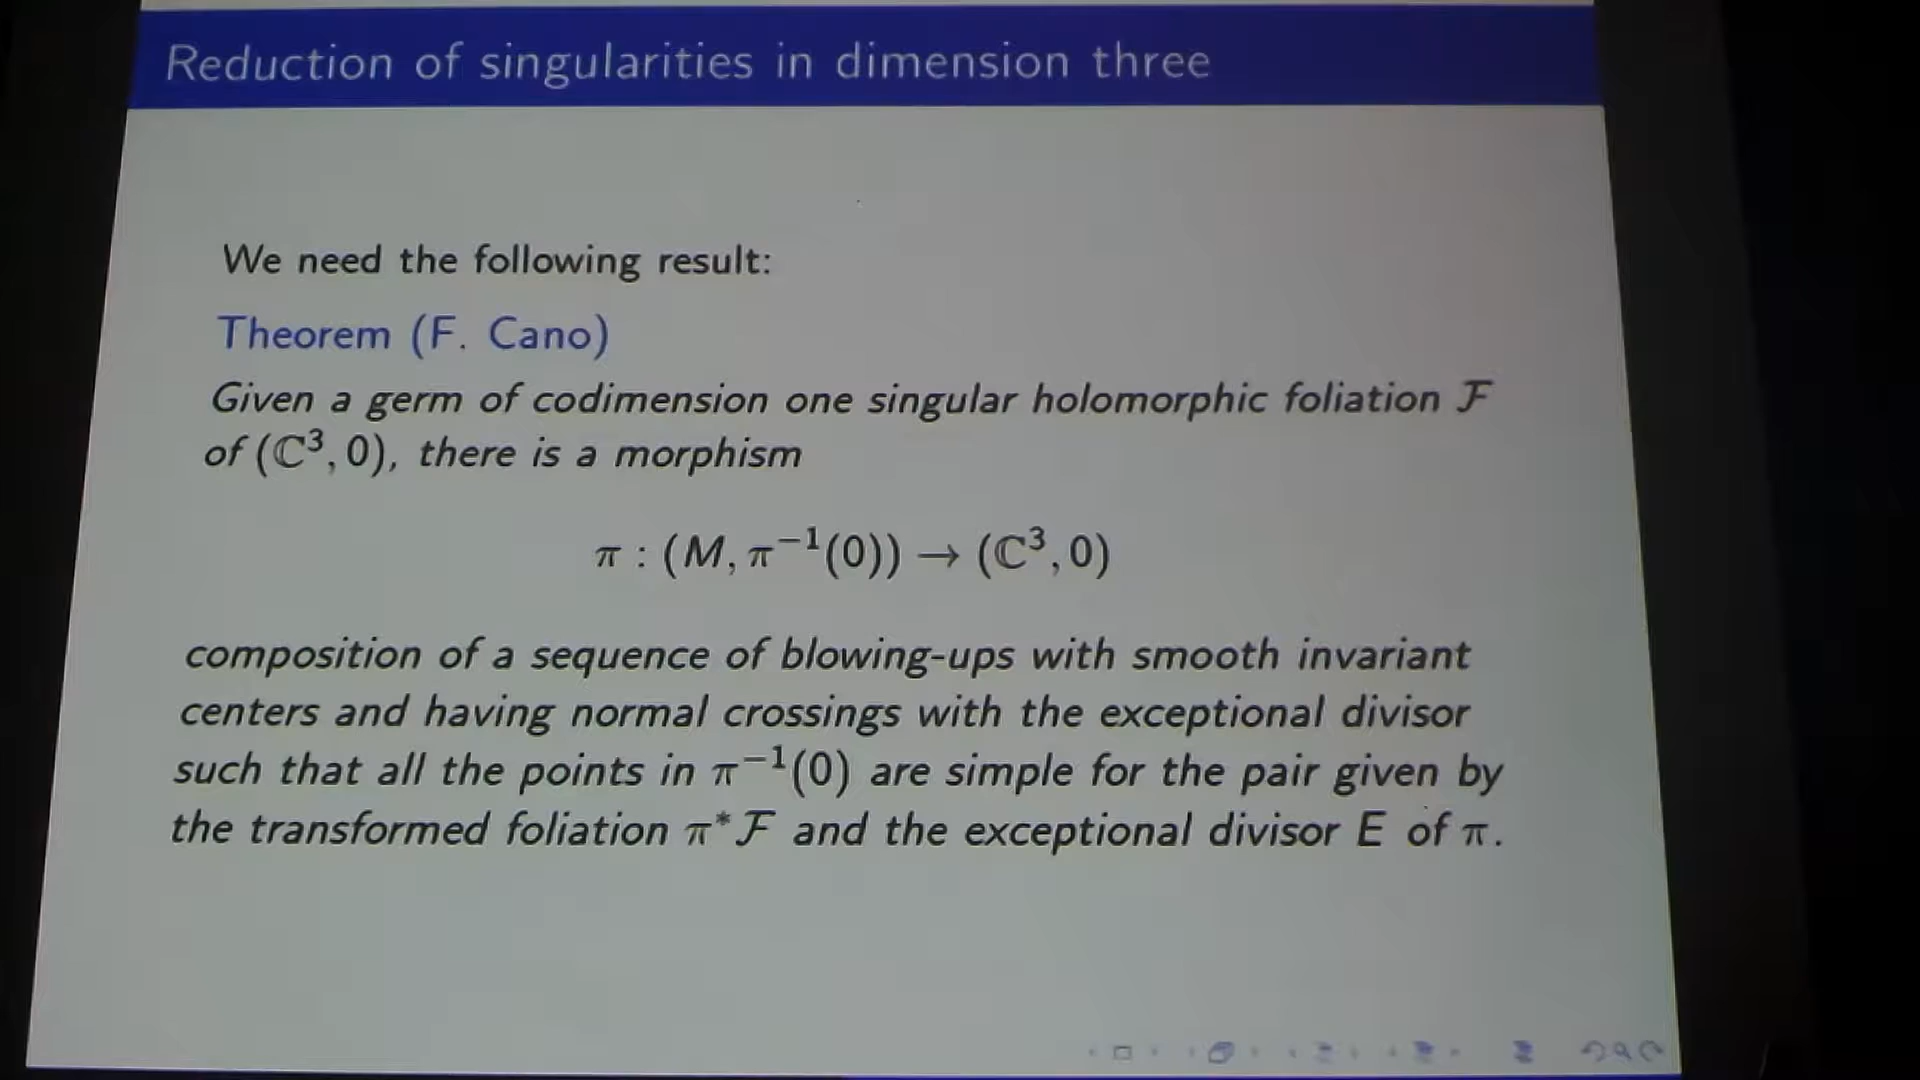 Reduction of singularities in dimension three
We need the following result:
Theorem (F. Cano)
Given a germ of codimension one singular holomorphic foliation ℱ
of (ℂ³, 0), there is a morphism
π : (M, π⁻¹(0)) → (ℂ³, 0)
composition of a sequence of blowing-ups with smooth invariant
centers and having normal crossings with the exceptional divisor
such that all the points in π⁻¹(0) are simple for the pair given by
the transformed foliation π*ℱ and the exceptional divisor E of π.